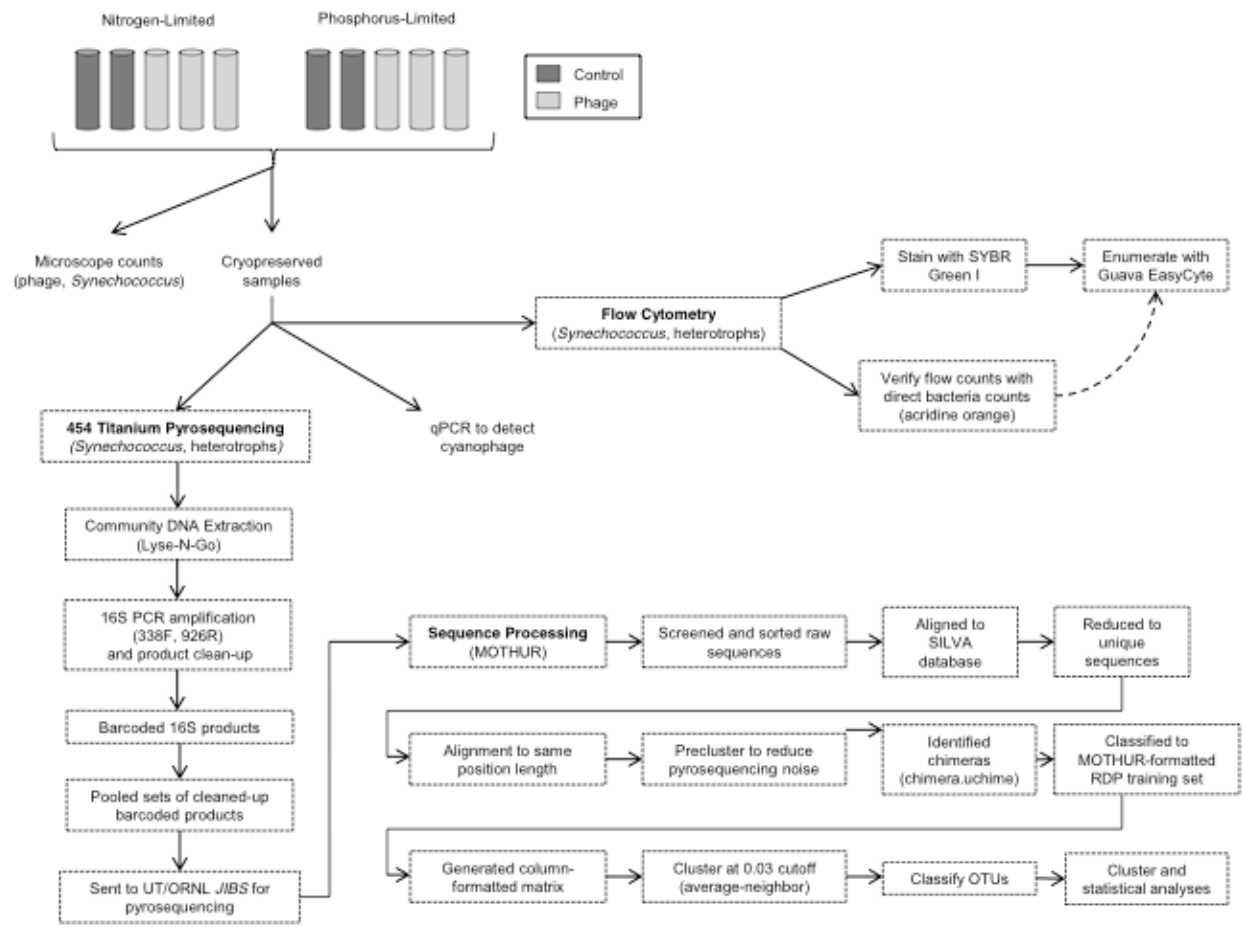 Nitrogen-Limited
Phosphorus-Limited
Control
Phage
Microscope counts
(phage, Synechococcus)
Cryopreserved
samples
Flow Cytometry
(Synechococcus, heterotrophs)
Stain with SYBR
Green I
Enumerate with
Guava EasyCyte
Verify flow counts with
direct bacteria counts
(acridine orange)
454 Titanium Pyrosequencing
(Synechococcus, heterotrophs)
qPCR to detect
cyanophage
Community DNA Extraction
(Lyse-N-Go)
16S PCR amplification
(338F, 926R)
and product clean-up
Barcoded 16S products
Pooled sets of cleaned-up
barcoded products
Sent to UT/ORNL JIBS for
pyrosequencing
Sequence Processing
(MOTHUR)
Screened and sorted raw
sequences
Aligned to
SILVA
database
Reduced to
unique
sequences
Alignment to same
position length
Precluster to reduce
pyrosequencing noise
Identified
chimeras
(chimera.uchime)
Classified to
MOTHUR-formatted
RDP training set
Generated column-
formatted matrix
Cluster at 0.03 cutoff
(average-neighbor)
Classify OTUs
Cluster and
statistical analyses